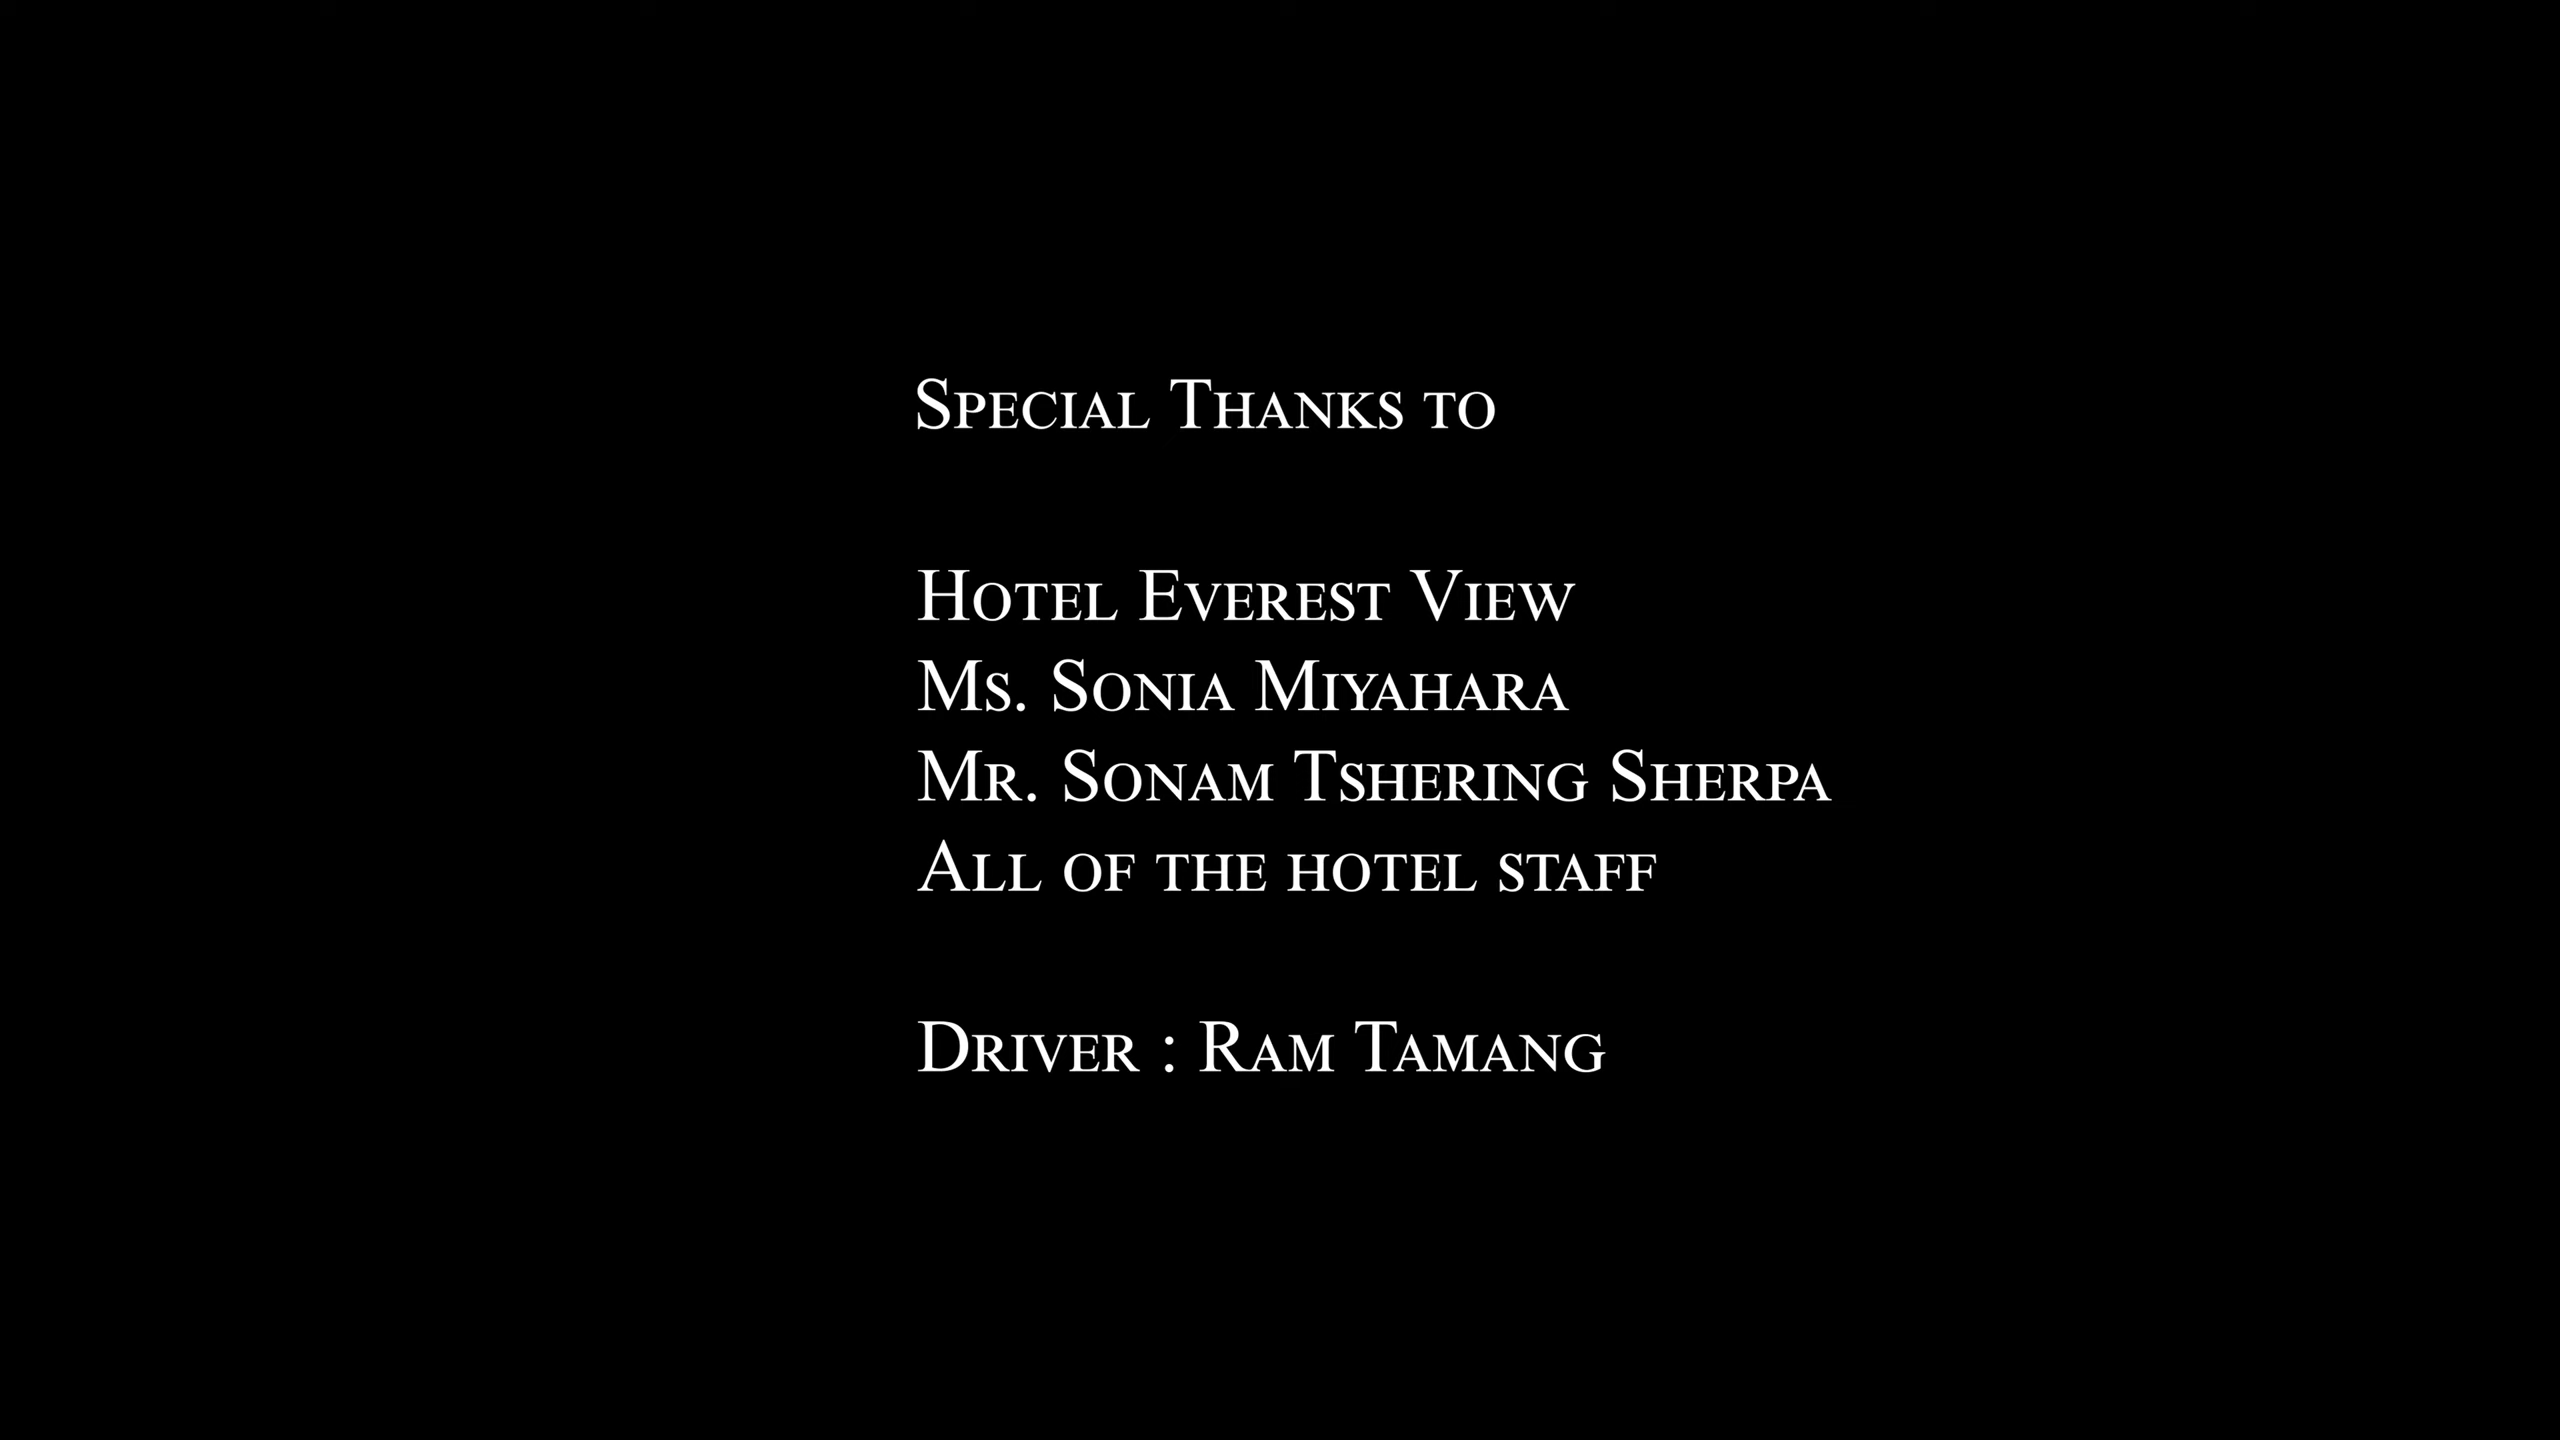 Special Thanks to
Hotel Everest View
Ms. Sonia Miyahara
Mr. Sonam Tshering Sherpa
All of the hotel staff
Driver : Ram Tamang